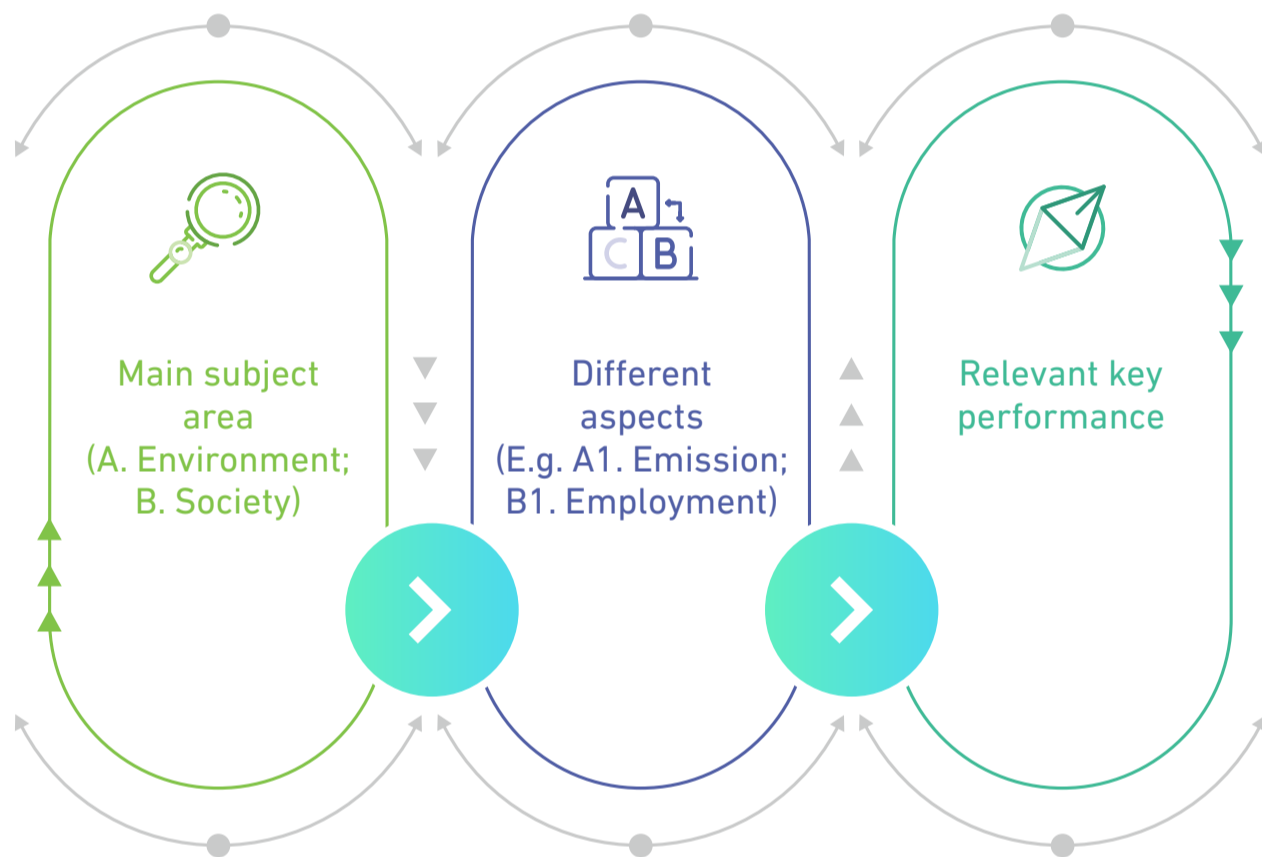 A
C B
Main subject
area
(A. Environment;
B. Society)
Different
aspects
(E.g. A1. Emission;
B1. Employment)
Relevant key
performance